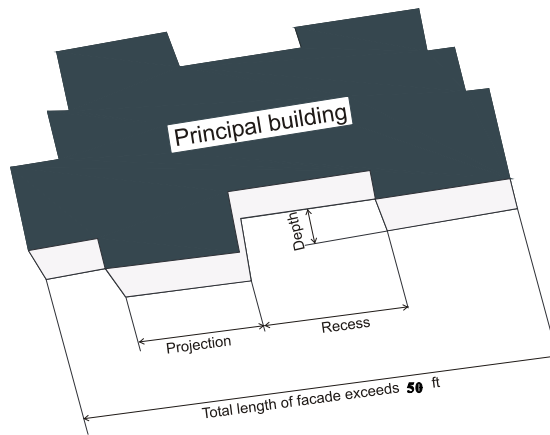 Principal building
Depth
Recess
Projection
Total length of facade exceeds 50 ft